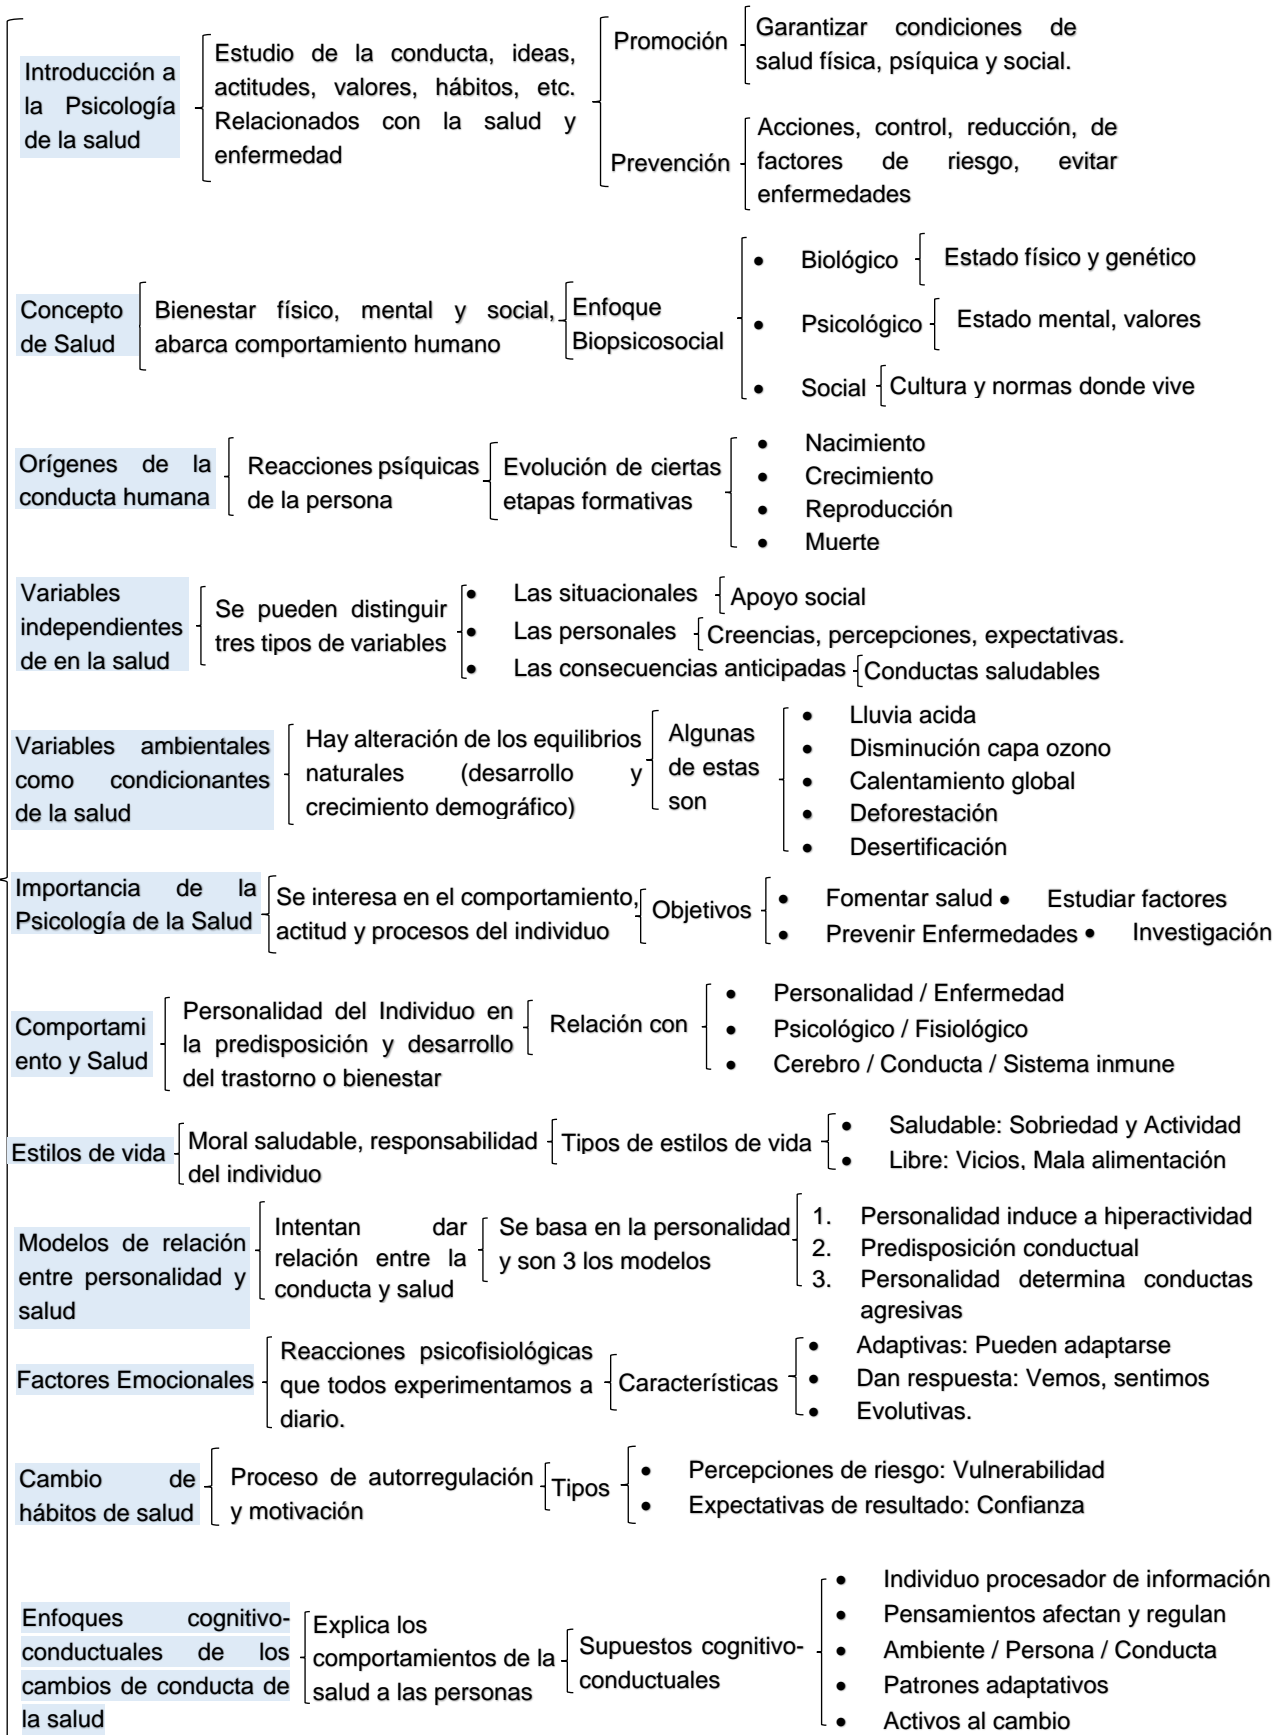 Introducción a
la Psicología
de la salud
Estudio de la conducta, ideas,
actitudes, valores, hábitos, etc.
Relacionados con la salud y
enfermedad
Promoción
Garantizar condiciones de
salud física, psíquica y social.
Prevención
Acciones, control, reducción, de
factores de riesgo, evitar
enfermedades
Concepto
de Salud
Bienestar físico, mental y social,
abarca comportamiento humano
Enfoque
Biopsicosocial
• Biológico
Estado físico y genético
• Psicológico
Estado mental, valores
• Social
Cultura y normas donde vive
Orígenes de la
conducta humana
Reacciones psíquicas
de la persona
Evolución de ciertas
etapas formativas
• Nacimiento
• Crecimiento
• Reproducción
• Muerte
Variables
independientes
de en la salud
Se pueden distinguir
tres tipos de variables
• Las situacionales
Apoyo social
• Las personales
Creencias, percepciones, expectativas.
• Las consecuencias anticipadas
Conductas saludables
Variables ambientales
como condicionantes
de la salud
Hay alteración de los equilibrios
naturales (desarrollo y
crecimiento demográfico)
Algunas
de estas
son
• Lluvia acida
• Disminución capa ozono
• Calentamiento global
• Deforestación
• Desertificación
Importancia de la
Psicología de la Salud
Se interesa en el comportamiento,
actitud y procesos del individuo
Objetivos
• Fomentar salud • Estudiar factores
• Prevenir Enfermedades • Investigación
Comportami
ento y Salud
Personalidad del Individuo en
la predisposición y desarrollo
del trastorno o bienestar
Relación con
• Personalidad / Enfermedad
• Psicológico / Fisiológico
• Cerebro / Conducta / Sistema inmune
Estilos de vida
Moral saludable, responsabilidad
del individuo
Tipos de estilos de vida
• Saludable: Sobriedad y Actividad
• Libre: Vicios, Mala alimentación
Modelos de relación
entre personalidad y
salud
Intentan dar
relación entre la
conducta y salud
Se basa en la personalidad
y son 3 los modelos
1. Personalidad induce a hiperactividad
2. Predisposición conductual
3. Personalidad determina conductas
agresivas
Factores Emocionales
Reacciones psicofisiológicas
que todos experimentamos a
diario.
Características
• Adaptivas: Pueden adaptarse
• Dan respuesta: Vemos, sentimos
• Evolutivas.
Cambio de
hábitos de salud
Proceso de autorregulación
y motivación
Tipos
• Percepciones de riesgo: Vulnerabilidad
• Expectativas de resultado: Confianza
Enfoques cognitivo-
conductuales de los
cambios de conducta de
la salud
Explica los
comportamientos de la
salud a las personas
Supuestos cognitivo-
conductuales
• Individuo procesador de información
• Pensamientos afectan y regulan
• Ambiente / Persona / Conducta
• Patrones adaptativos
• Activos al cambio